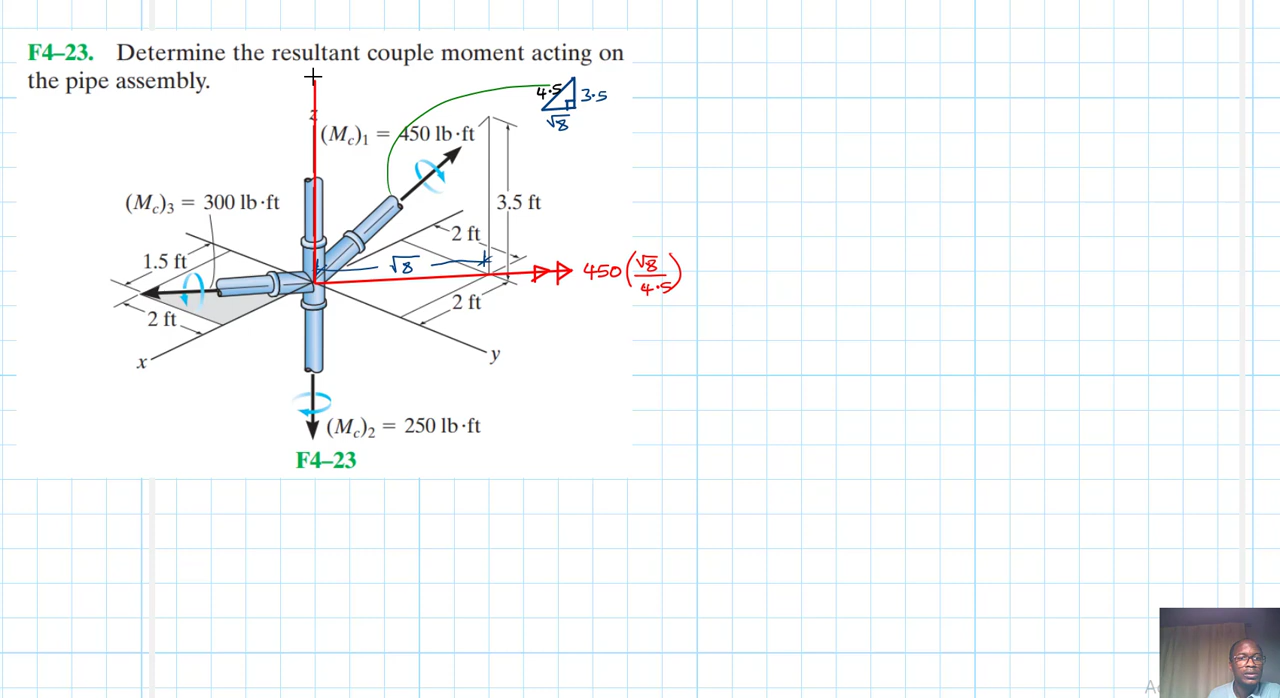 F4–23. Determine the resultant couple moment acting on
the pipe assembly.
4.5
3.5
√8
z
(Mc)1 = 450 lb·ft
(Mc)3 = 300 lb·ft
3.5 ft
2 ft
1.5 ft
√8
450(√8/4.5)
2 ft
2 ft
x
y
(Mc)2 = 250 lb·ft
F4–23